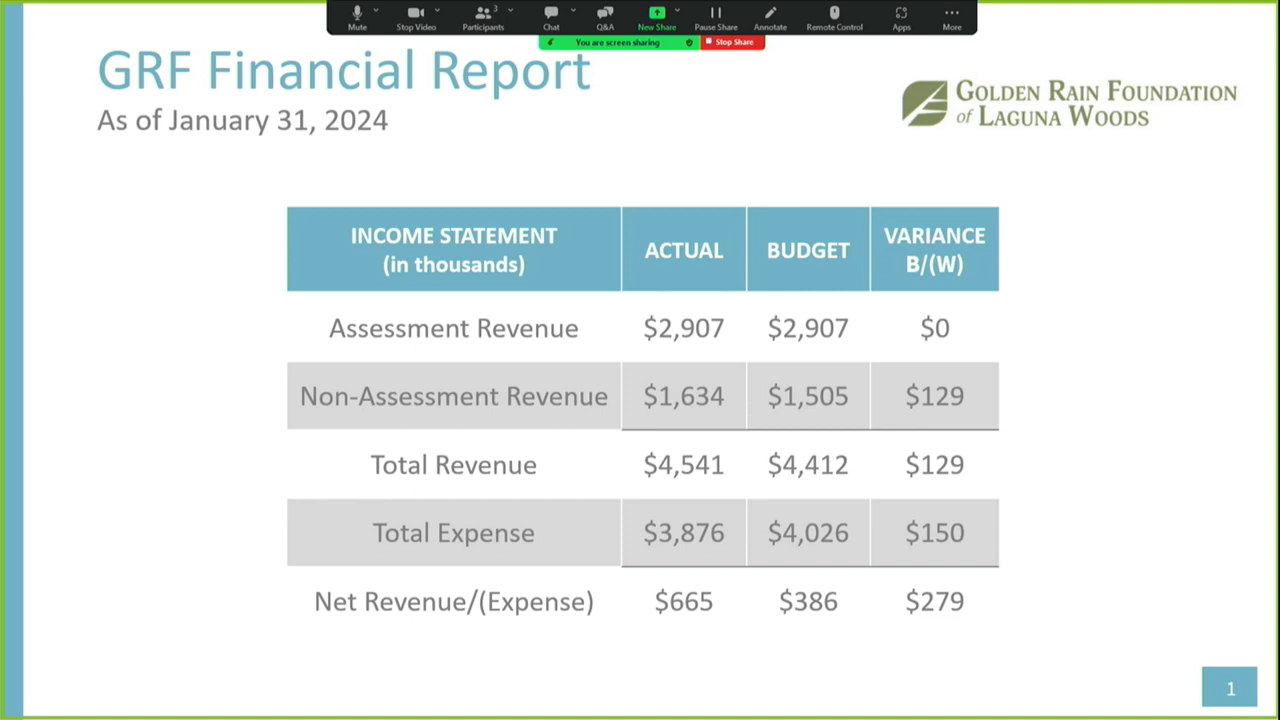 Mute
Stop Video
3
Participants
Chat
Q&A
New Share
Pause Share
Annotate
Remote Control
Apps
More
You are screen sharing
Stop Share
GRF Financial Report
As of January 31, 2024
GOLDEN RAIN FOUNDATION
of LAGUNA WOODS
INCOME STATEMENT (in thousands) ACTUAL BUDGET VARIANCE B/(W)
Assessment Revenue $2,907 $2,907 $0
Non-Assessment Revenue $1,634 $1,505 $129
Total Revenue $4,541 $4,412 $129
Total Expense $3,876 $4,026 $150
Net Revenue/(Expense) $665 $386 $279
1